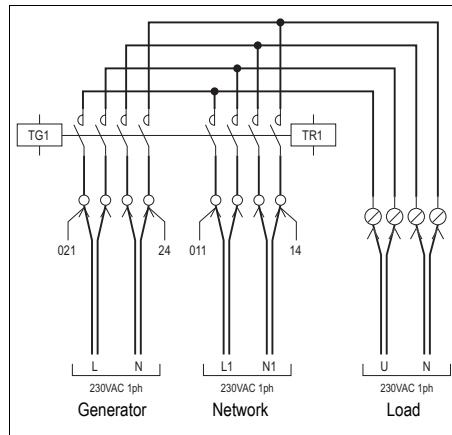 TG1 TR1
021 24 011 14
L N L1 N1 U N
230VAC 1ph 230VAC 1ph 230VAC 1ph
Generator Network Load